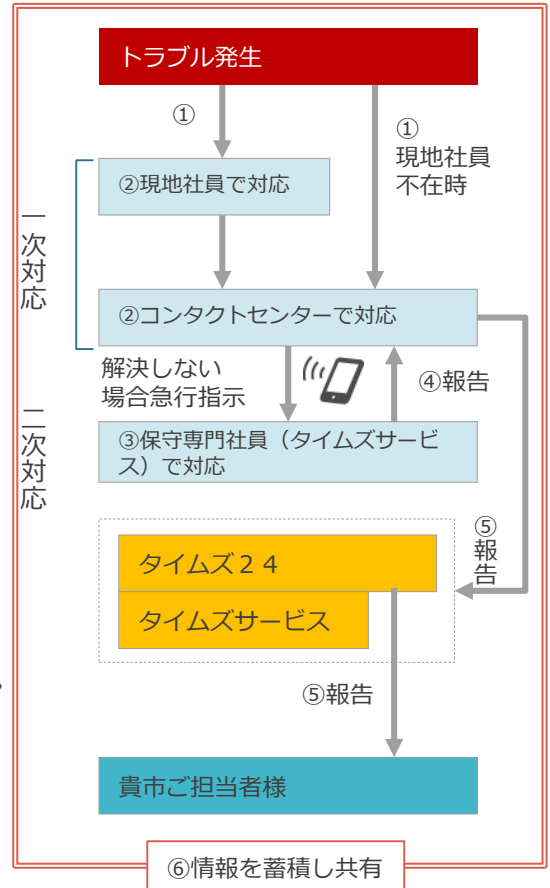 トラブル発生
①
①
現地社員
不在時
②現地社員で対応
一次対応
②コンタクトセンターで対応
解決しない
場合急行指示
④報告
二次対応
③保守専門社員（タイムズサービ
ス）で対応
タイムズ２４
タイムズサービス
⑤報告
⑤報告
貴市ご担当者様
⑥情報を蓄積し共有